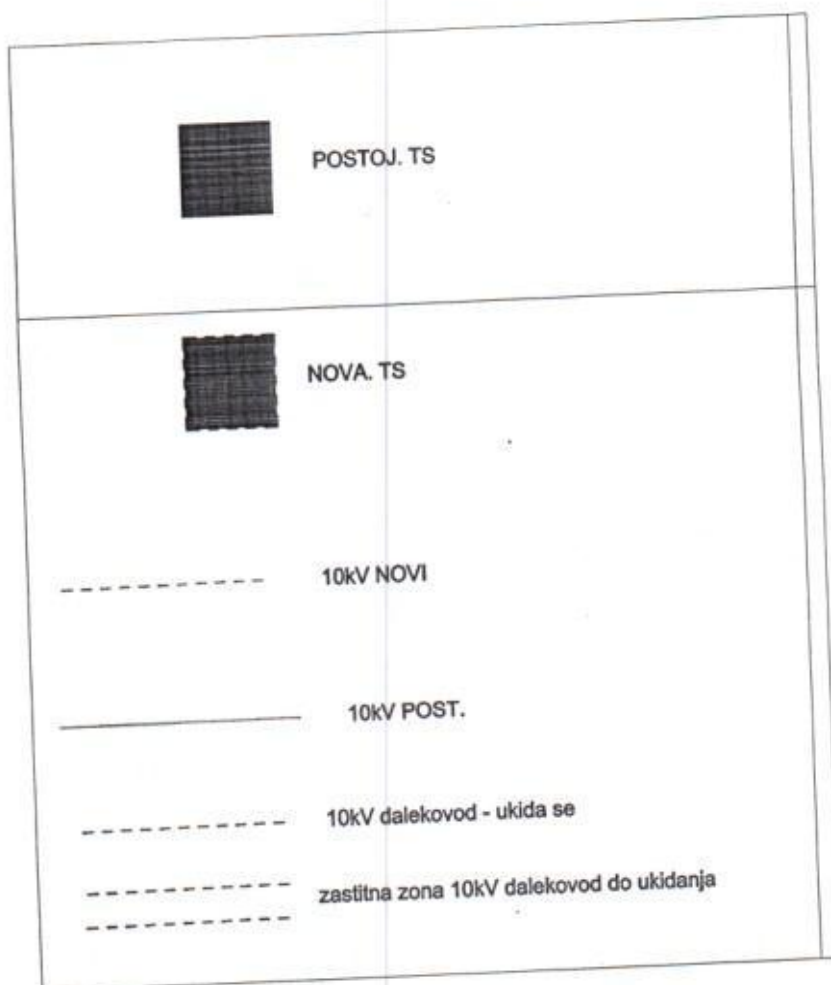 POSTOJ. TS
NOVA. TS
10kV NOVI
10kV POST.
10kV dalekovod - ukida se
zastitna zona 10kV dalekovod do ukidanja